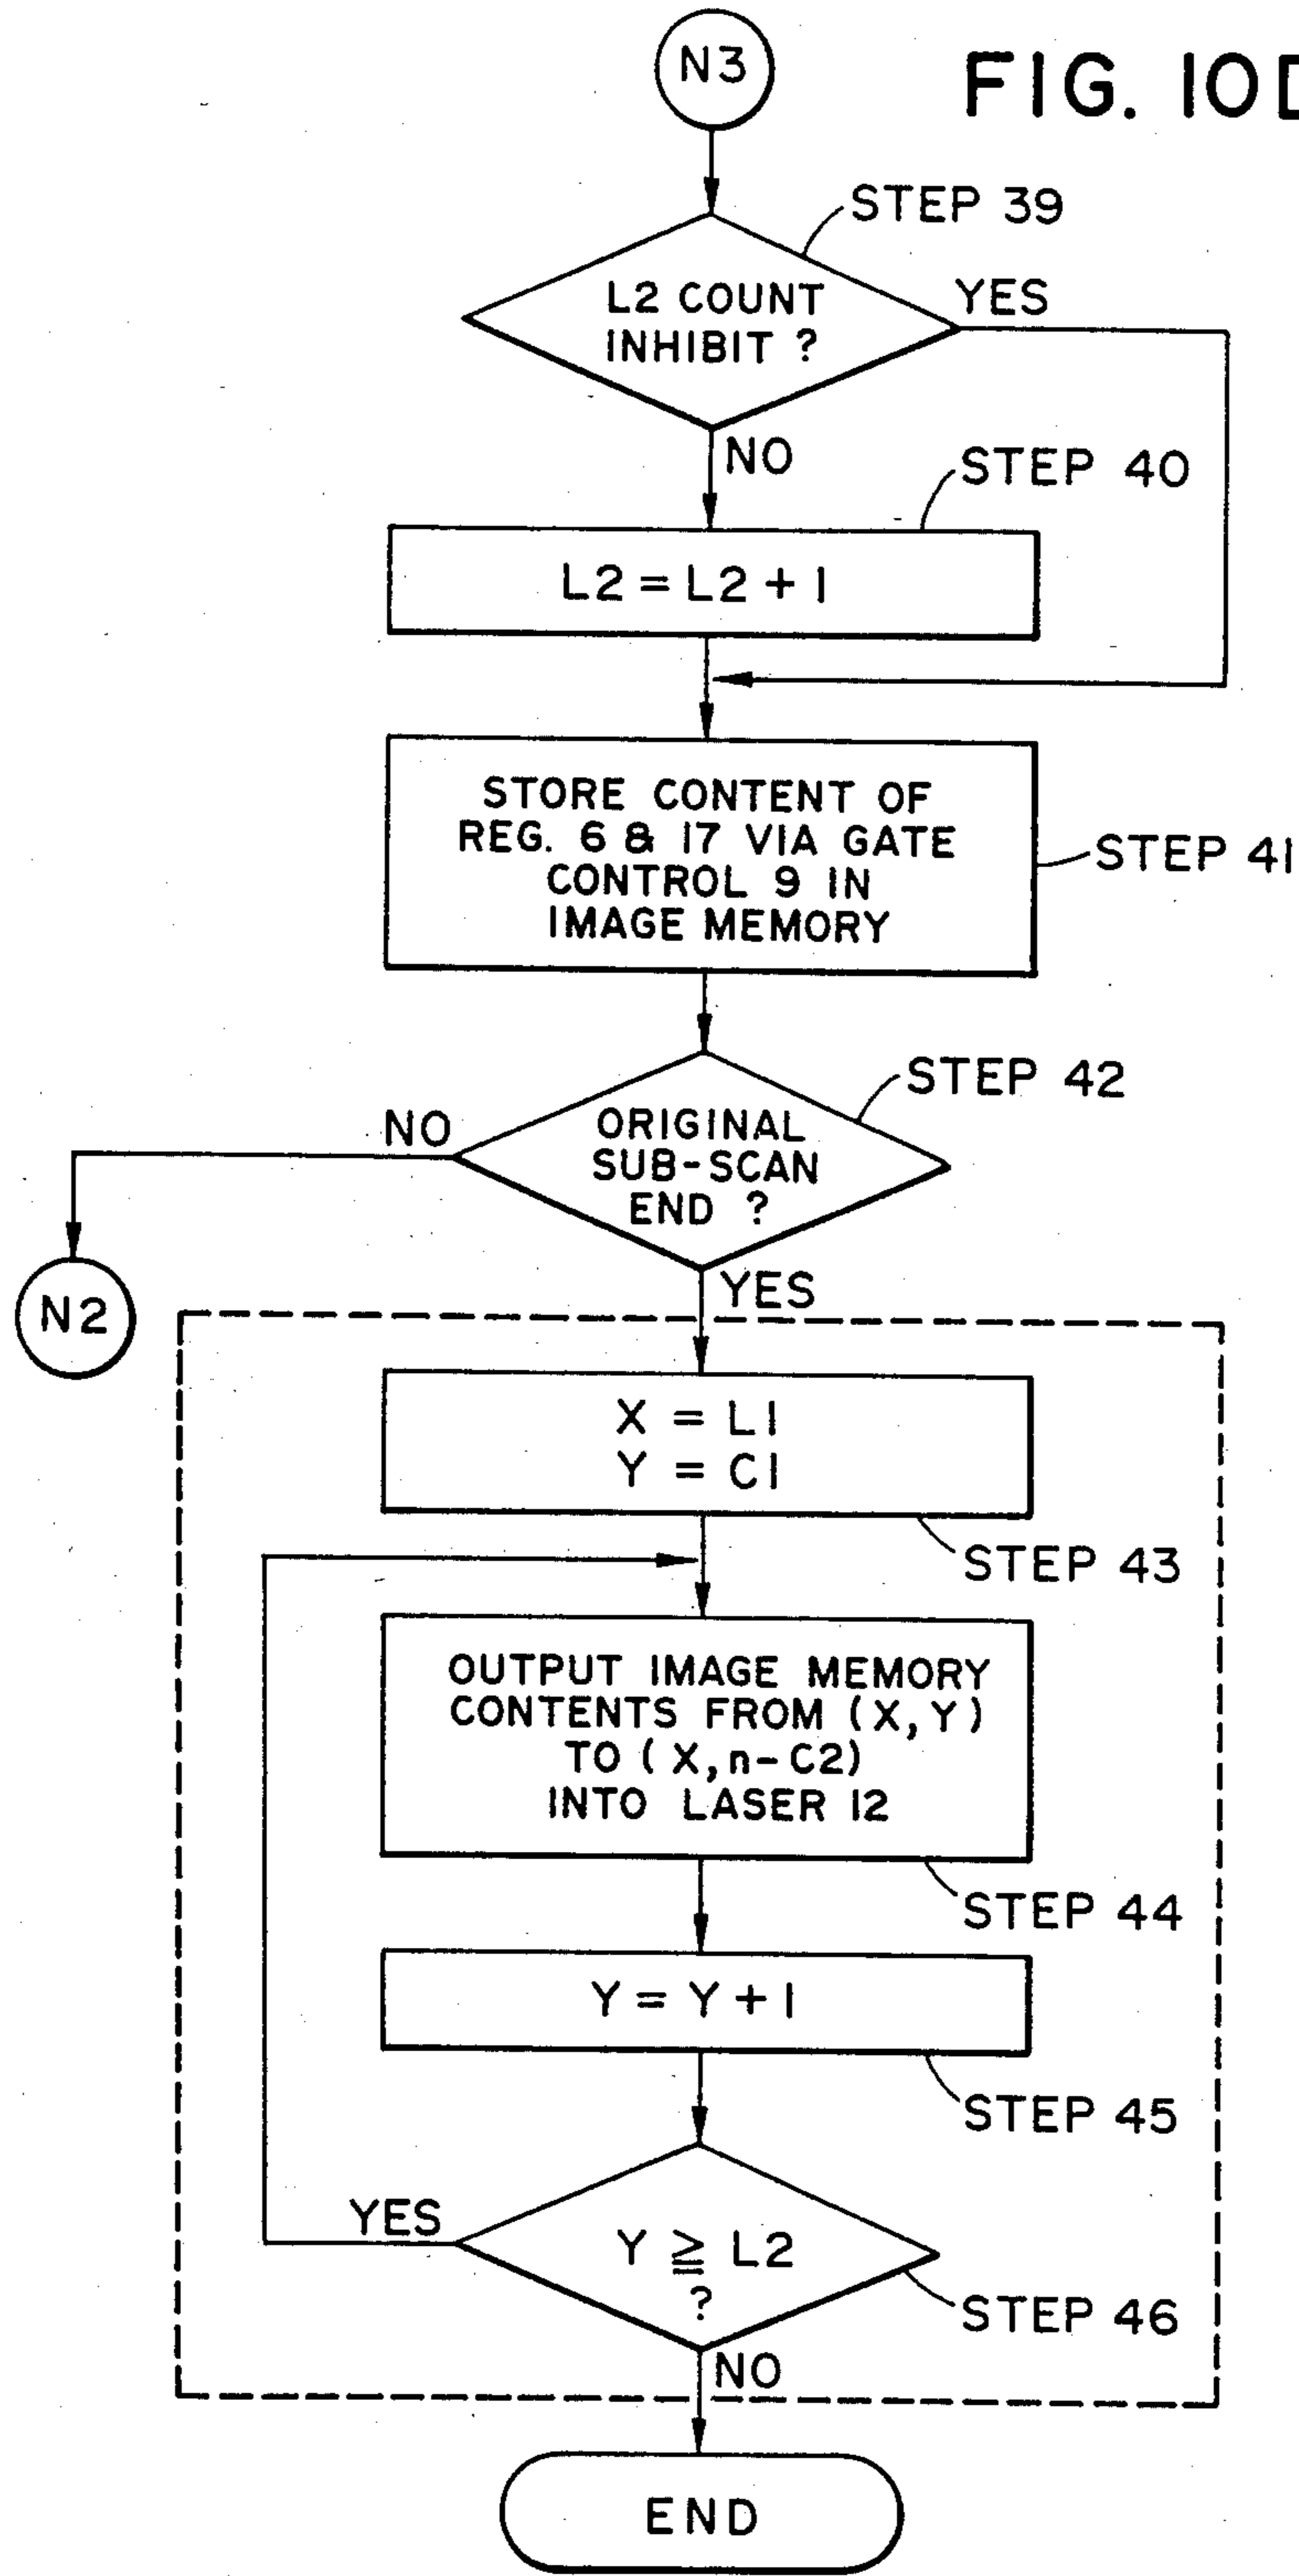 N3
FIG. 10D
STEP 39
L2 COUNT
INHIBIT ?
YES
NO
STEP 40
L2 = L2 + 1
STORE CONTENT OF
REG. 6 & 17 VIA GATE
CONTROL 9 IN
IMAGE MEMORY
STEP 41
STEP 42
NO
ORIGINAL
SUB-SCAN
END ?
N2
YES
X = L1
Y = C1
STEP 43
OUTPUT IMAGE MEMORY
CONTENTS FROM (X, Y)
TO (X, n-C2)
INTO LASER 12
STEP 44
Y = Y + 1
STEP 45
YES
Y ≧ L2
?
STEP 46
NO
END